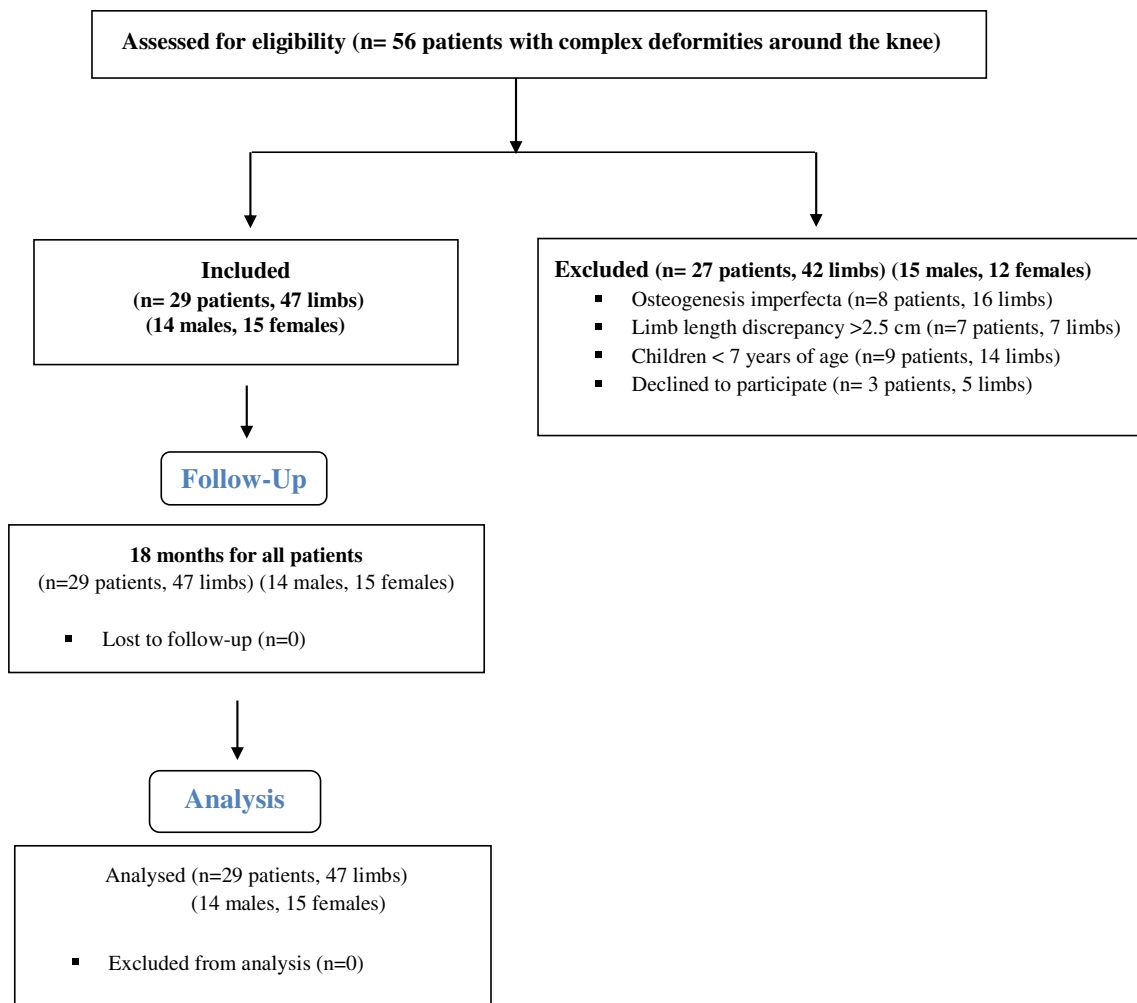 Assessed for eligibility (n= 56 patients with complex deformities around the knee)
Included
(n= 29 patients, 47 limbs)
(14 males, 15 females)
Excluded (n= 27 patients, 42 limbs) (15 males, 12 females)
▪ Osteogenesis imperfecta (n=8 patients, 16 limbs)
▪ Limb length discrepancy >2.5 cm (n=7 patients, 7 limbs)
▪ Children < 7 years of age (n=9 patients, 14 limbs)
▪ Declined to participate (n= 3 patients, 5 limbs)
Follow-Up
18 months for all patients
(n=29 patients, 47 limbs) (14 males, 15 females)
▪ Lost to follow-up (n=0)
Analysis
Analysed (n=29 patients, 47 limbs)
(14 males, 15 females)
▪ Excluded from analysis (n=0)